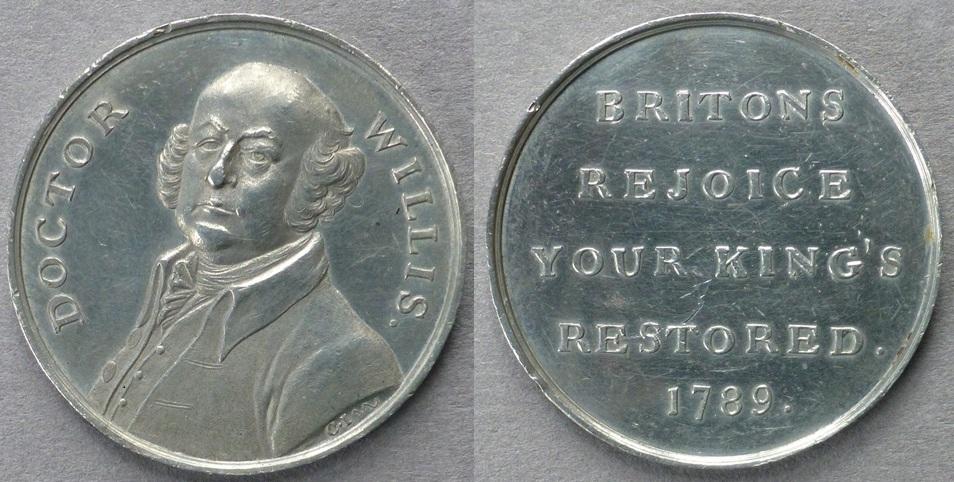 DOCTOR WILLIS.
BRITONS
REJOICE
YOUR KING'S
RESTORED.
1789.